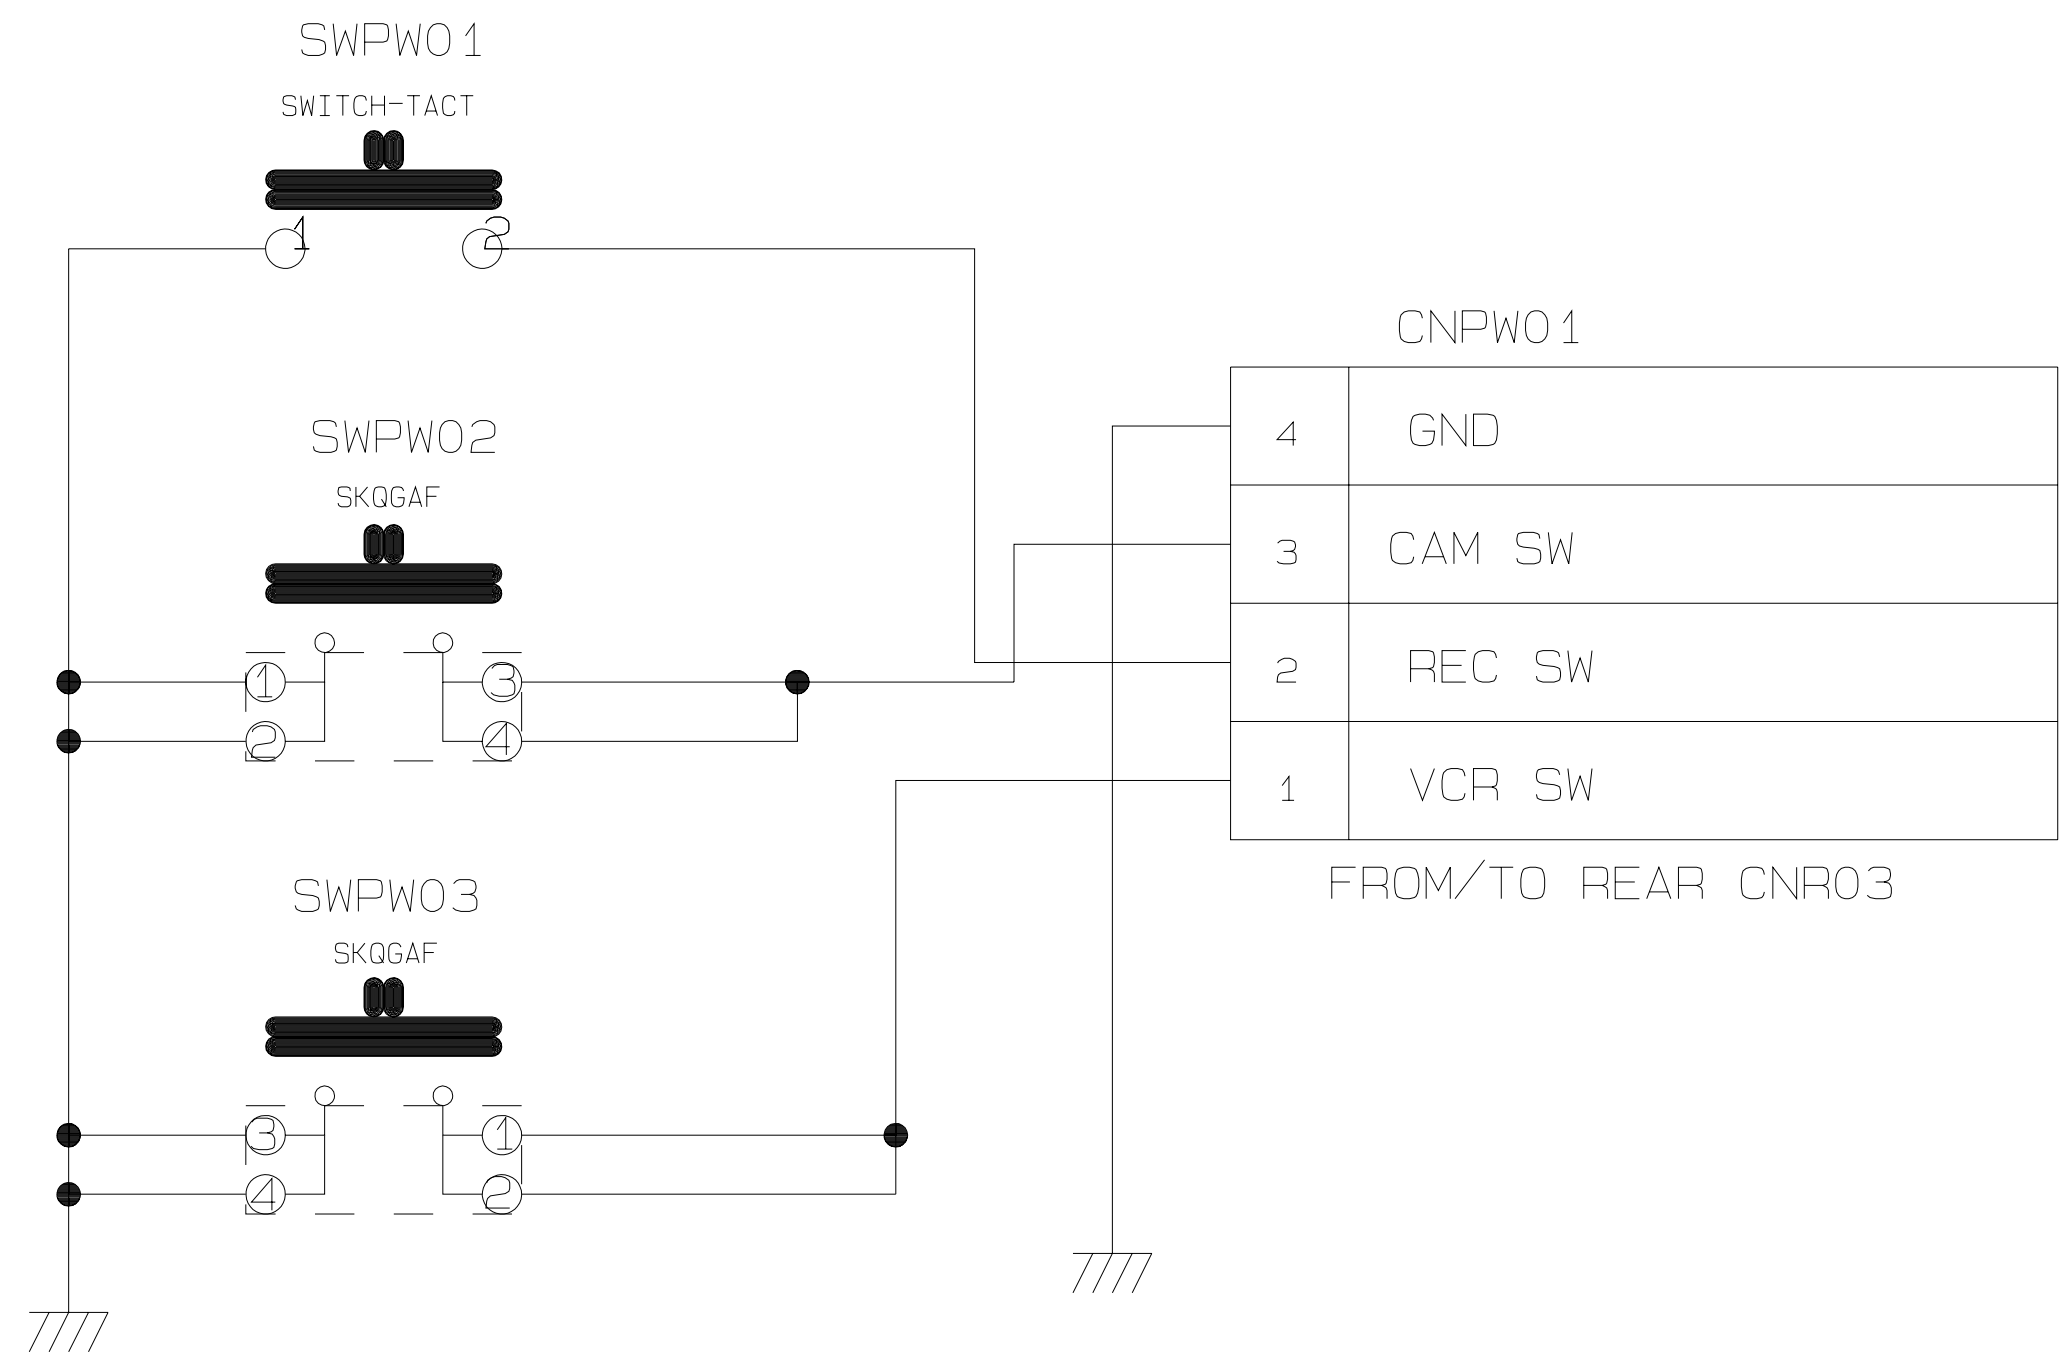 SWPW01
SWITCH-TACT
1 2
CNPW01
4 GND
SWPW02
SKQGAF
3 CAM SW
1 3
2 REC SW
2 4
1 VCR SW
FROM/TO REAR CNR03
SWPW03
SKQGAF
3 1
4 2